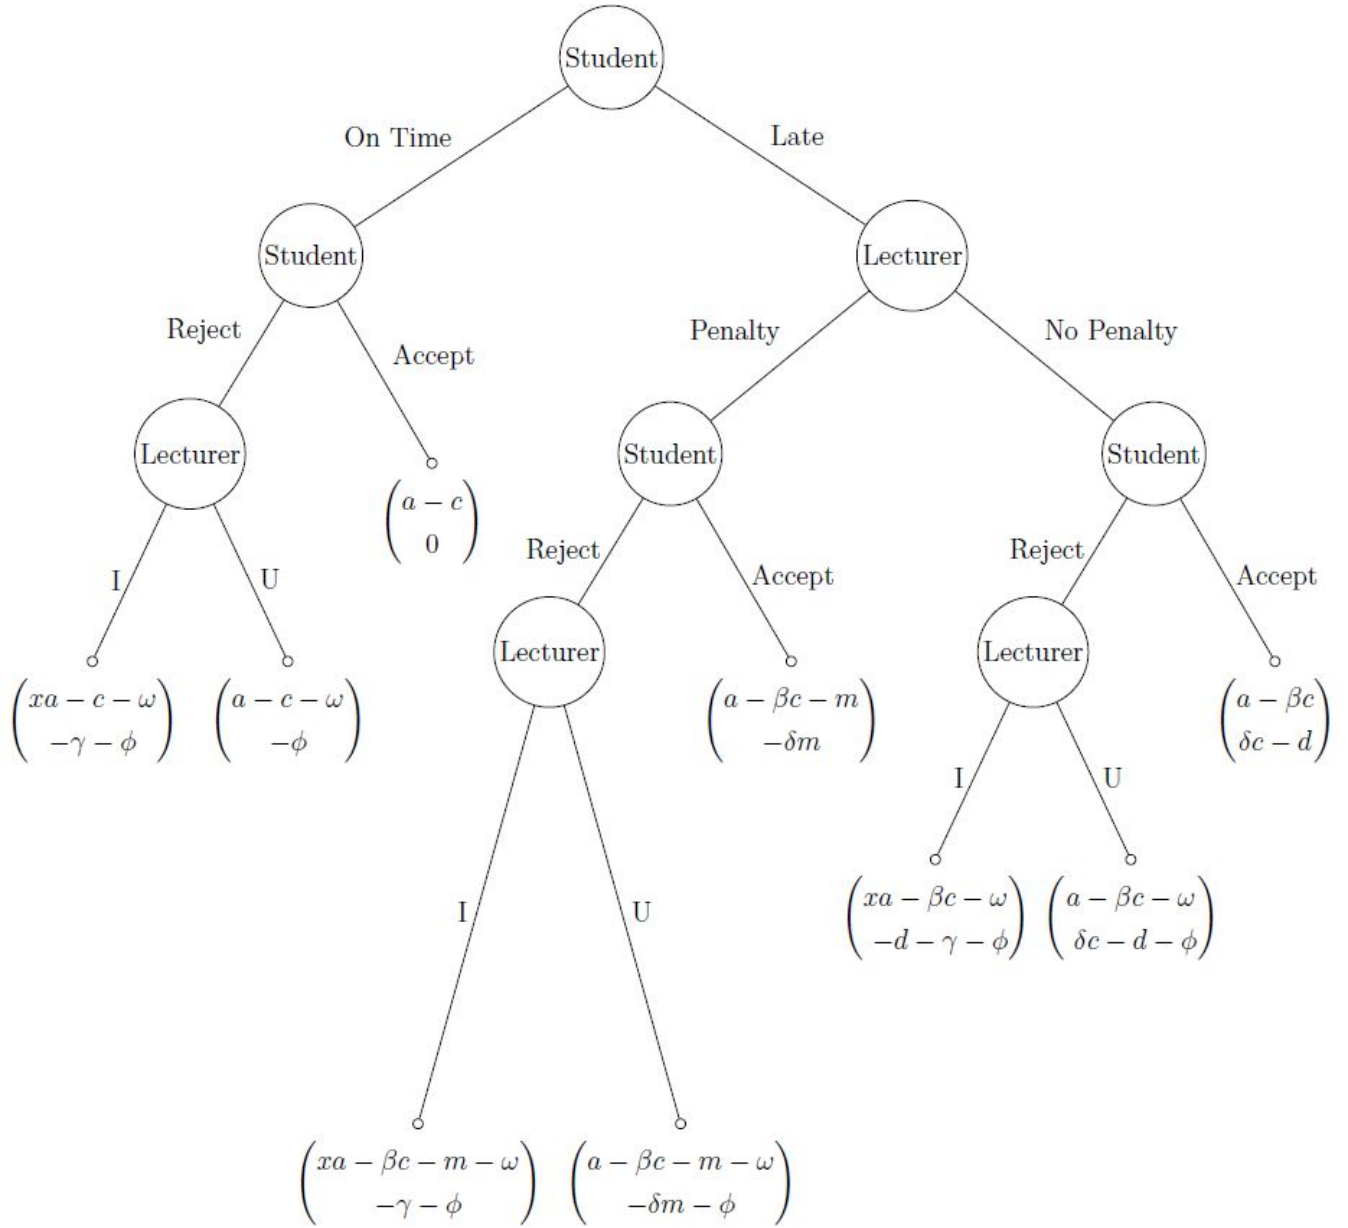 Student
On Time
Late
Student
Lecturer
Reject
Accept
Penalty
No Penalty
Lecturer
a − c
0
Student
Student
I
U
Reject
Accept
Reject
Accept
xa − c − ω
−γ − ϕ
a − c − ω
−ϕ
Lecturer
a − βc − m
−δm
Lecturer
a − βc
δc − d
I
U
xa − βc − ω
−d − γ − ϕ
a − βc − ω
δc − d − ϕ
I
U
xa − βc − m − ω
−γ − ϕ
a − βc − m − ω
−δm − ϕ